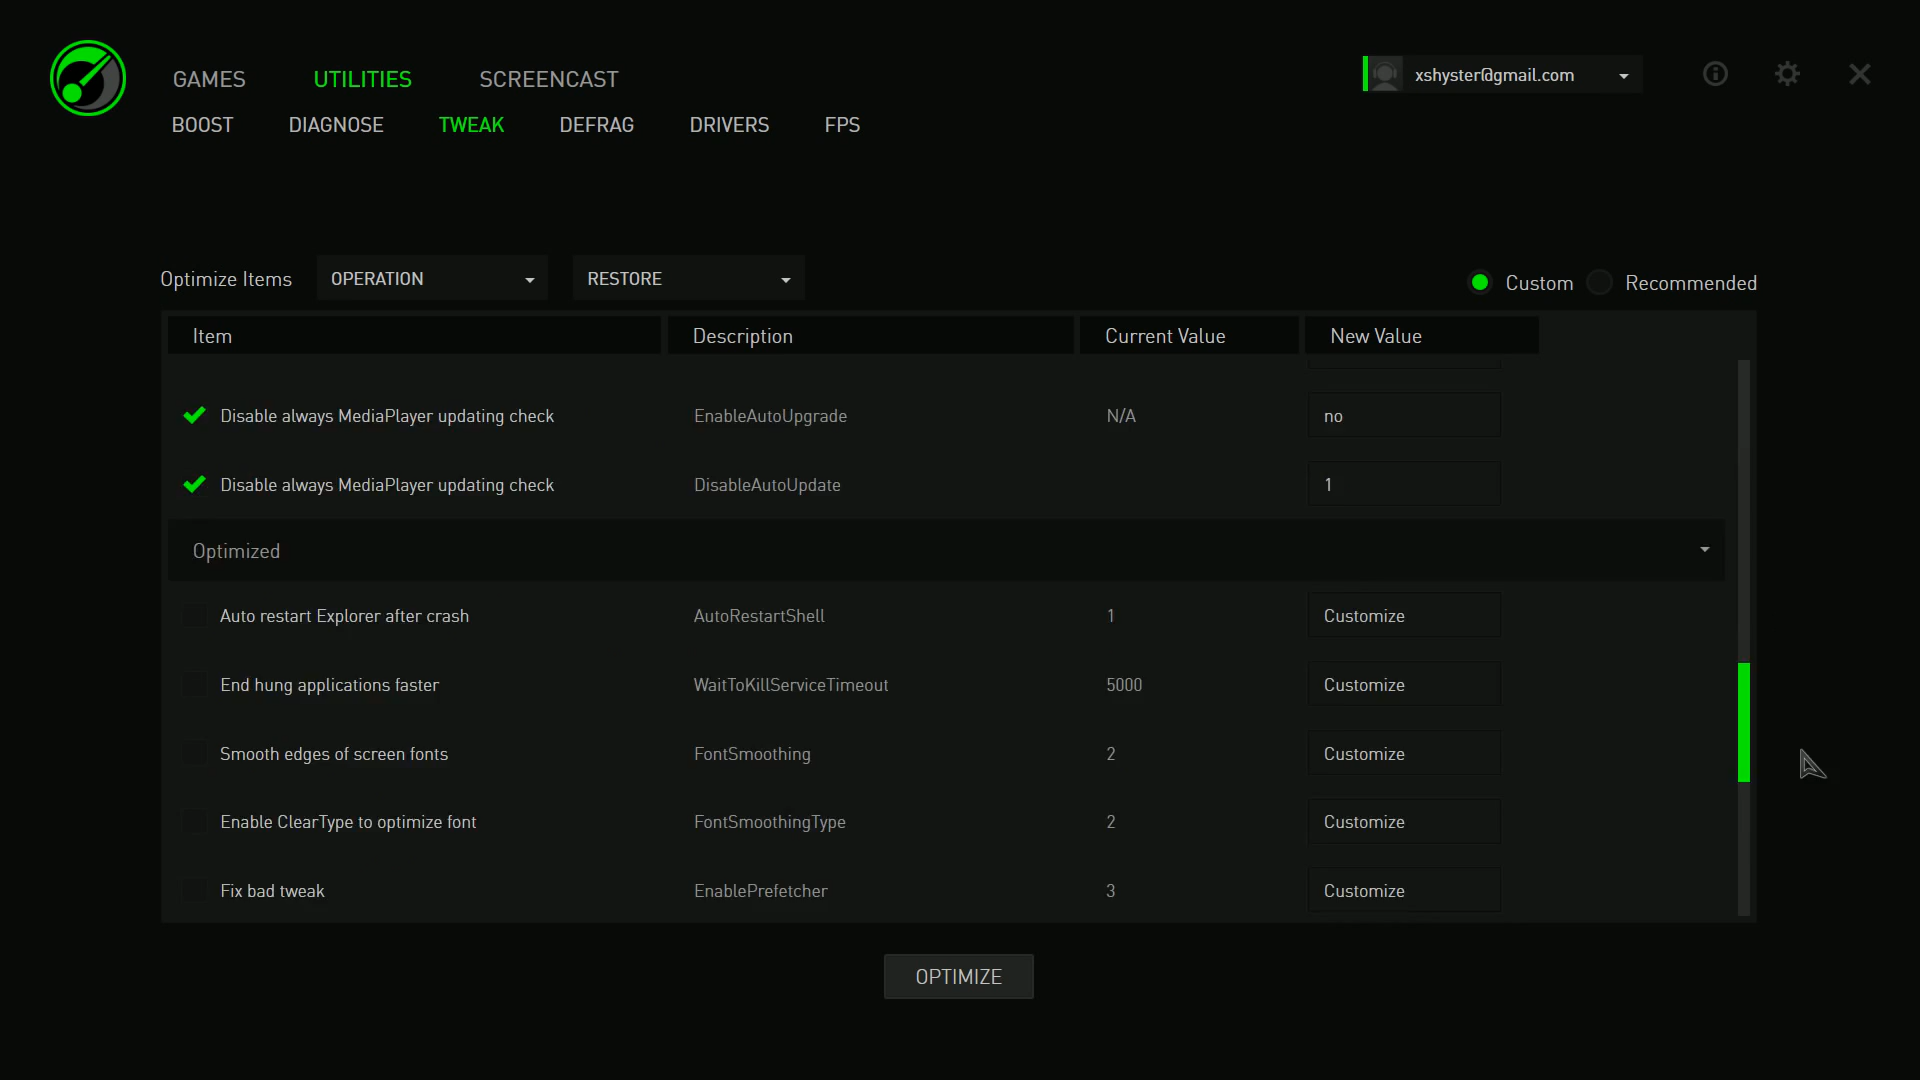 GAMES UTILITIES SCREENCAST xshyster@gmail.com
BOOST DIAGNOSE TWEAK DEFRAG DRIVERS FPS
Optimize Items OPERATION RESTORE Custom Recommended
Item Description Current Value New Value
Disable always MediaPlayer updating check EnableAutoUpgrade N/A no
Disable always MediaPlayer updating check DisableAutoUpdate 1
Optimized
Auto restart Explorer after crash AutoRestartShell 1 Customize
End hung applications faster WaitToKillServiceTimeout 5000 Customize
Smooth edges of screen fonts FontSmoothing 2 Customize
Enable ClearType to optimize font FontSmoothingType 2 Customize
Fix bad tweak EnablePrefetcher 3 Customize
OPTIMIZE